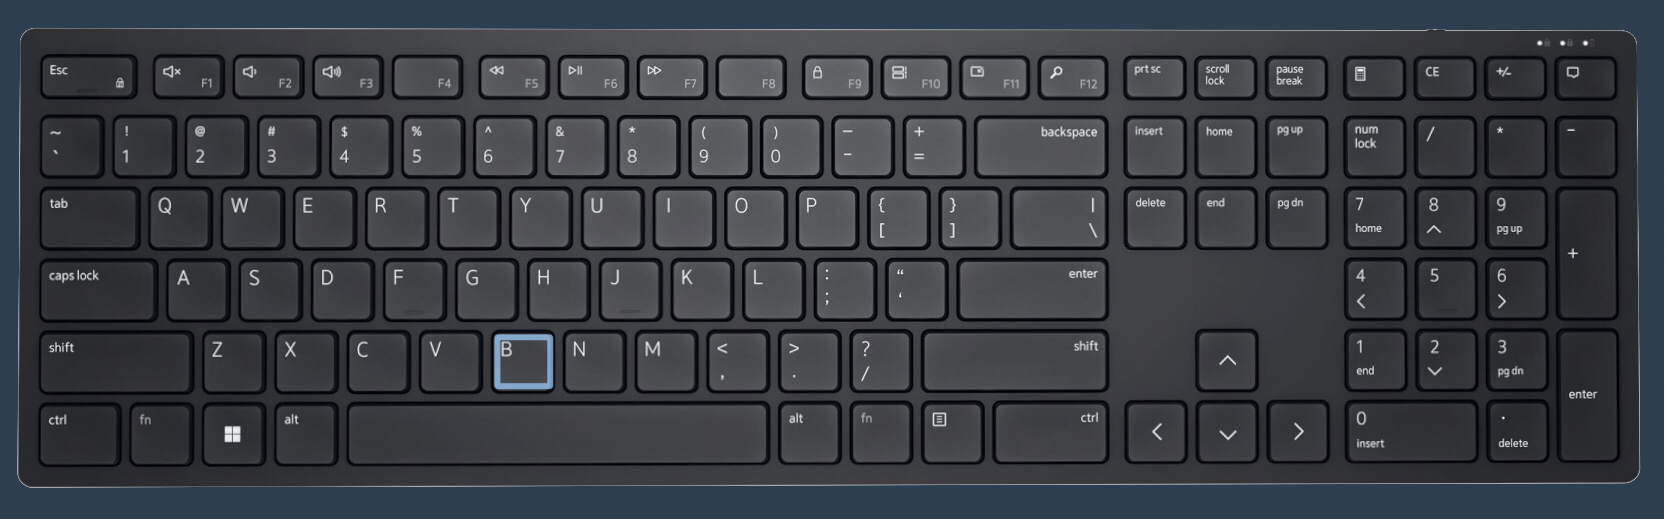 Esc F1 F2 F3 F4 F5 F6 F7 F8 F9 F10 F11 F12 prt sc scroll lock pause break CE +/-
~ ! @ # $ % ^ & * ( ) − + backspace insert home pg up num lock / * −
` 1 2 3 4 5 6 7 8 9 0 - =
tab Q W E R T Y U I O P { } | delete end pg dn 7 8 9
[ ] \ home pg up +
caps lock A S D F G H J K L : “ enter 4 5 6
; ‘
shift Z X C V B N M < > ? shift 1 2 3
, . / end pg dn enter
ctrl fn alt alt fn ctrl 0 .
insert delete